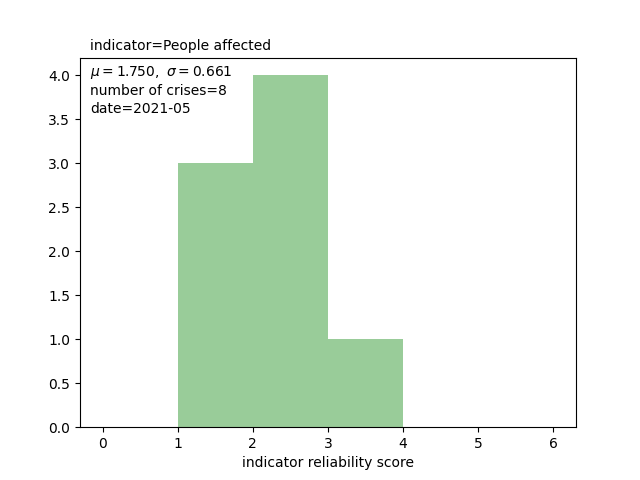 indicator=People affected
μ = 1.750, σ = 0.661
number of crises=8
date=2021-05
4.0
3.5
3.0
2.5
2.0
1.5
1.0
0.5
0.0
0 1 2 3 4 5 6
indicator reliability score